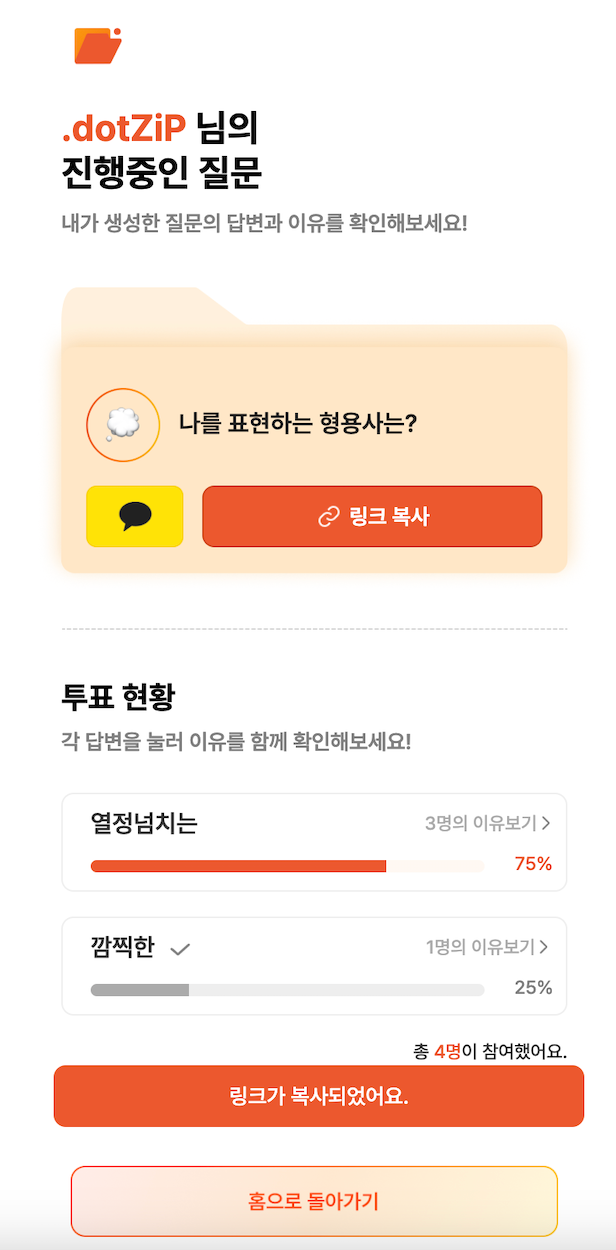 .dotZiP 님의
진행중인 질문
내가 생성한 질문의 답변과 이유를 확인해보세요!
나를 표현하는 형용사는?
링크 복사
투표 현황
각 답변을 눌러 이유를 함께 확인해보세요!
열정넘치는
3명의 이유보기
75%
깜찍한
1명의 이유보기
25%
총 4명이 참여했어요.
링크가 복사되었어요.
홈으로 돌아가기